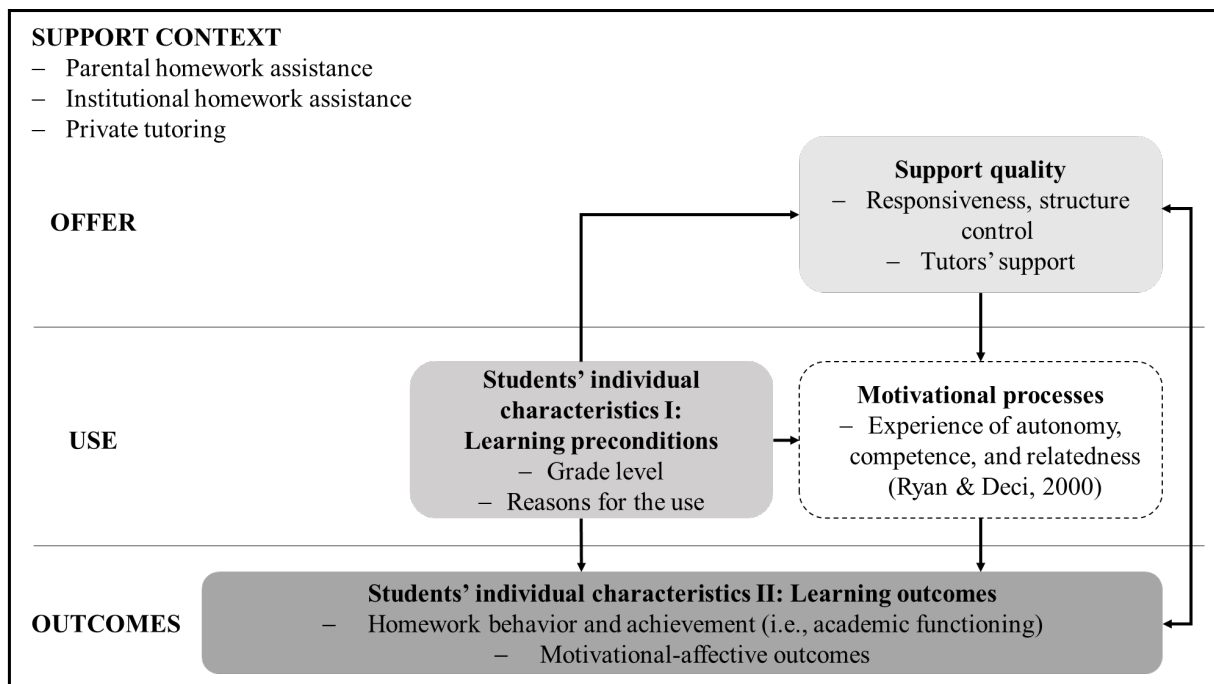 SUPPORT CONTEXT
– Parental homework assistance
– Institutional homework assistance
– Private tutoring
OFFER
Support quality
– Responsiveness, structure
control
– Tutors’ support
USE
Students’ individual
characteristics I:
Learning preconditions
– Grade level
– Reasons for the use
Motivational processes
– Experience of autonomy,
competence, and relatedness
(Ryan & Deci, 2000)
OUTCOMES
Students’ individual characteristics II: Learning outcomes
– Homework behavior and achievement (i.e., academic functioning)
– Motivational-affective outcomes